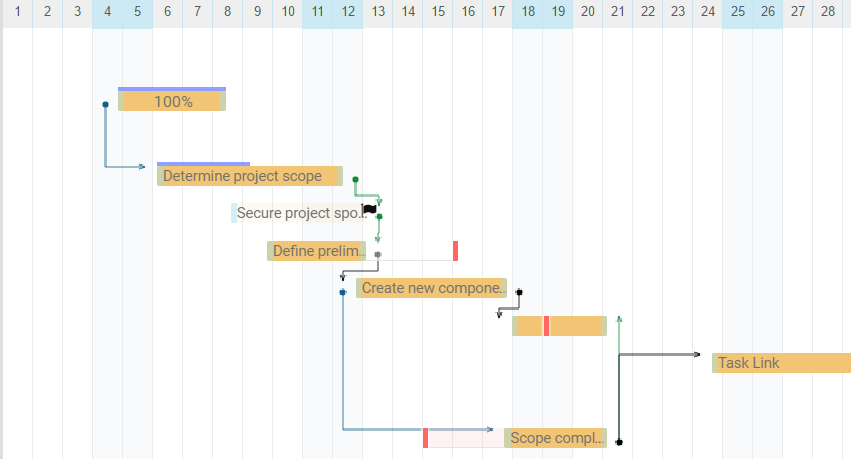 1 2 3 4 5 6 7 8 9 10 11 12 13 14 15 16 17 18 19 20 21 22 23 24 25 26 27 28
100%
Determine project scope
Secure project spo...
Define prelim...
Create new compone...
Task Link
Scope compl...